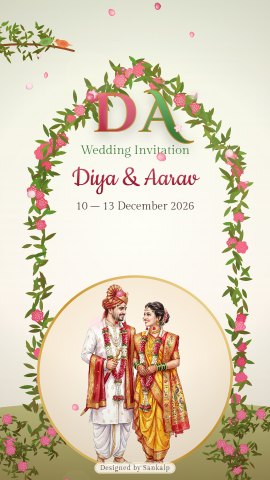 DA
Wedding Invitation
Diya & Aarav
10 — 13 December 2026
Designed by Sankalp